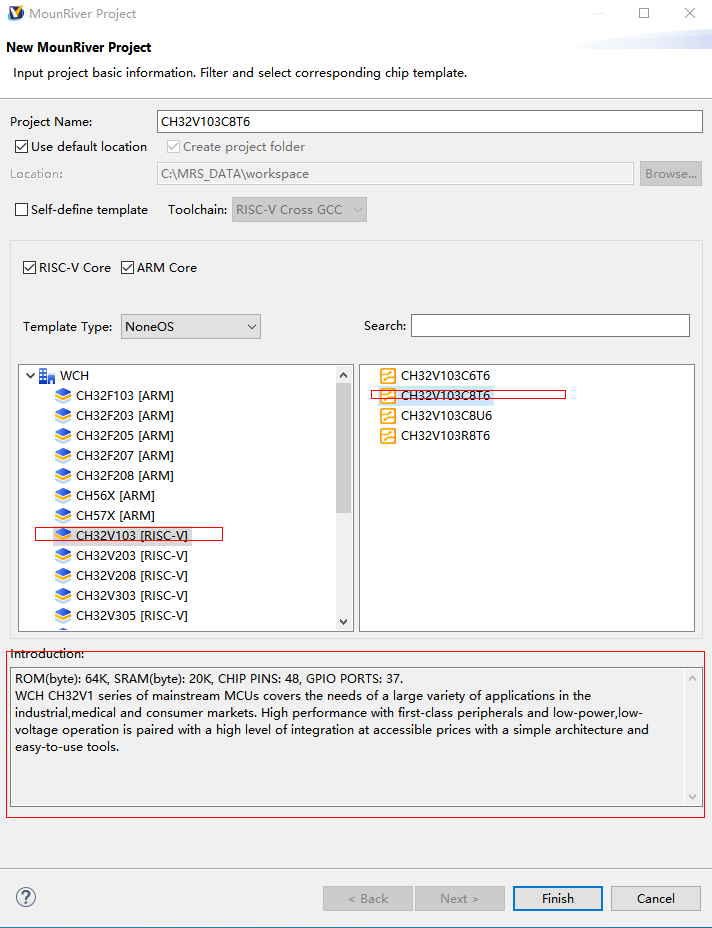 MounRiver Project
New MounRiver Project
Input project basic information. Filter and select corresponding chip template.
Project Name:
CH32V103C8T6
Use default location
Create project folder
Location:
C:\MRS_DATA\workspace
Browse...
Self-define template
Toolchain:
RISC-V Cross GCC
RISC-V Core
ARM Core
Template Type:
NoneOS
Search:
WCH
CH32F103 [ARM]
CH32F203 [ARM]
CH32F205 [ARM]
CH32F207 [ARM]
CH32F208 [ARM]
CH56X [ARM]
CH57X [ARM]
CH32V103 [RISC-V]
CH32V203 [RISC-V]
CH32V208 [RISC-V]
CH32V303 [RISC-V]
CH32V305 [RISC-V]
CH32V103C6T6
CH32V103C8T6
CH32V103C8U6
CH32V103R8T6
Introduction:
ROM(byte): 64K, SRAM(byte): 20K, CHIP PINS: 48, GPIO PORTS: 37.
WCH CH32V1 series of mainstream MCUs covers the needs of a large variety of applications in the
industrial,medical and consumer markets. High performance with first-class peripherals and low-power,low-
voltage operation is paired with a high level of integration at accessible prices with a simple architecture and
easy-to-use tools.
?
< Back
Next >
Finish
Cancel